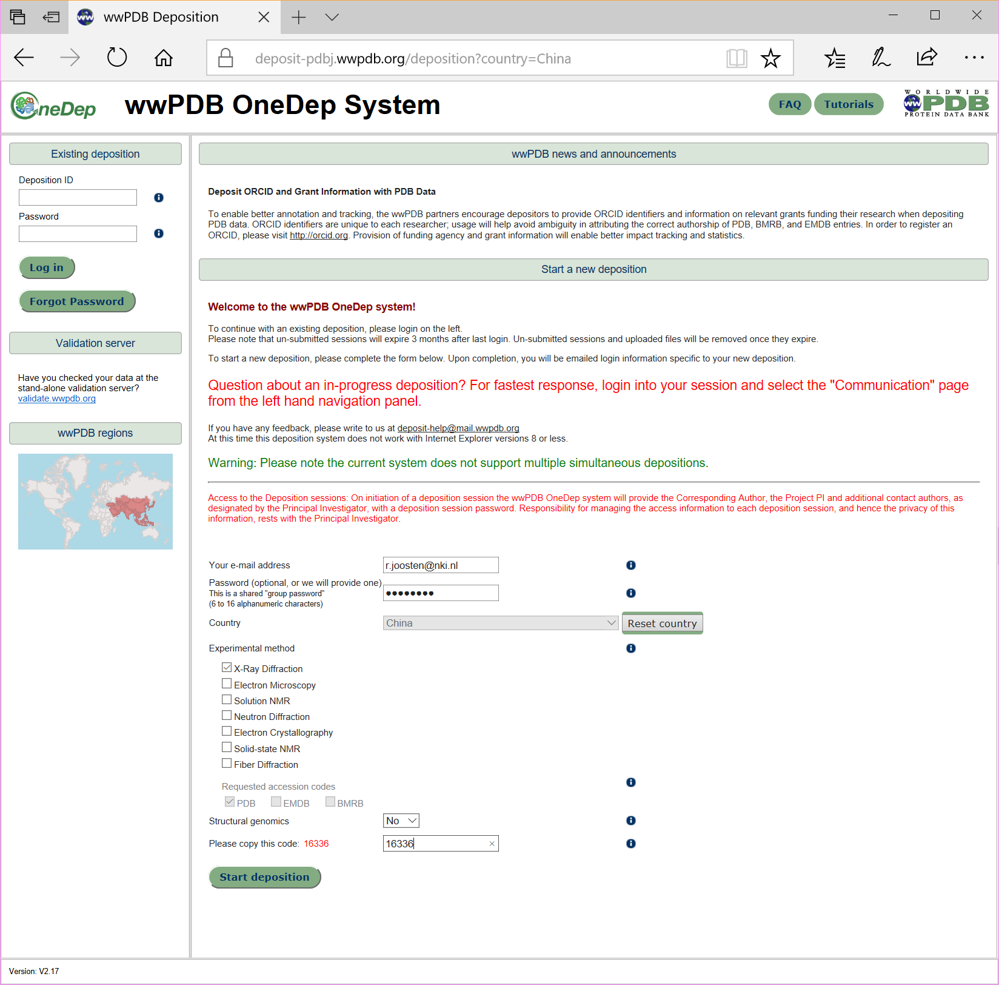 wwPDB Deposition
deposit-pdbj.wwpdb.org/deposition?country=China
OneDep
wwPDB OneDep System
FAQ
Tutorials
WORLDWIDE
ww PDB
PROTEIN DATA BANK
Existing deposition
Deposition ID
Password
Log in
Forgot Password
Validation server
Have you checked your data at the
stand-alone validation server?
validate.wwpdb.org
wwPDB regions
wwPDB news and announcements
Deposit ORCID and Grant Information with PDB Data
To enable better annotation and tracking, the wwPDB partners encourage depositors to provide ORCID identifiers and information on relevant grants funding their research when depositing
PDB data. ORCID identifiers are unique to each researcher; usage will help avoid ambiguity in attributing the correct authorship of PDB, BMRB, and EMDB entries. In order to register an
ORCID, please visit http://orcid.org. Provision of funding agency and grant information will enable better impact tracking and statistics.
Start a new deposition
Welcome to the wwPDB OneDep system!
To continue with an existing deposition, please login on the left.
Please note that un-submitted sessions will expire 3 months after last login. Un-submitted sessions and uploaded files will be removed once they expire.
To start a new deposition, please complete the form below. Upon completion, you will be emailed login information specific to your new deposition.
Question about an in-progress deposition? For fastest response, login into your session and select the "Communication" page
from the left hand navigation panel.
If you have any feedback, please write to us at deposit-help@mail.wwpdb.org
At this time this deposition system does not work with Internet Explorer versions 8 or less.
Warning: Please note the current system does not support multiple simultaneous depositions.
Access to the Deposition sessions: On initiation of a deposition session the wwPDB OneDep system will provide the Corresponding Author, the Project PI and additional contact authors, as
designated by the Principal Investigator, with a deposition session password. Responsibility for managing the access information to each deposition session, and hence the privacy of this
information, rests with the Principal Investigator.
Your e-mail address r.joosten@nki.nl
Password (optional, or we will provide one)
This is a shared "group password"
(6 to 16 alphanumeric characters)
Country China Reset country
Experimental method
X-Ray Diffraction
Electron Microscopy
Solution NMR
Neutron Diffraction
Electron Crystallography
Solid-state NMR
Fiber Diffraction
Requested accession codes
PDB EMDB BMRB
Structural genomics No
Please copy this code: 16336 16336
Start deposition
Version: V2.17